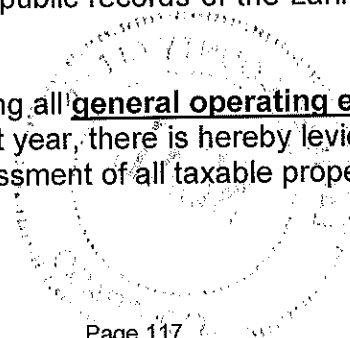 public records of the
ng all general operating e
t year, there is hereby levie
ssment of all taxable prope
Page 117